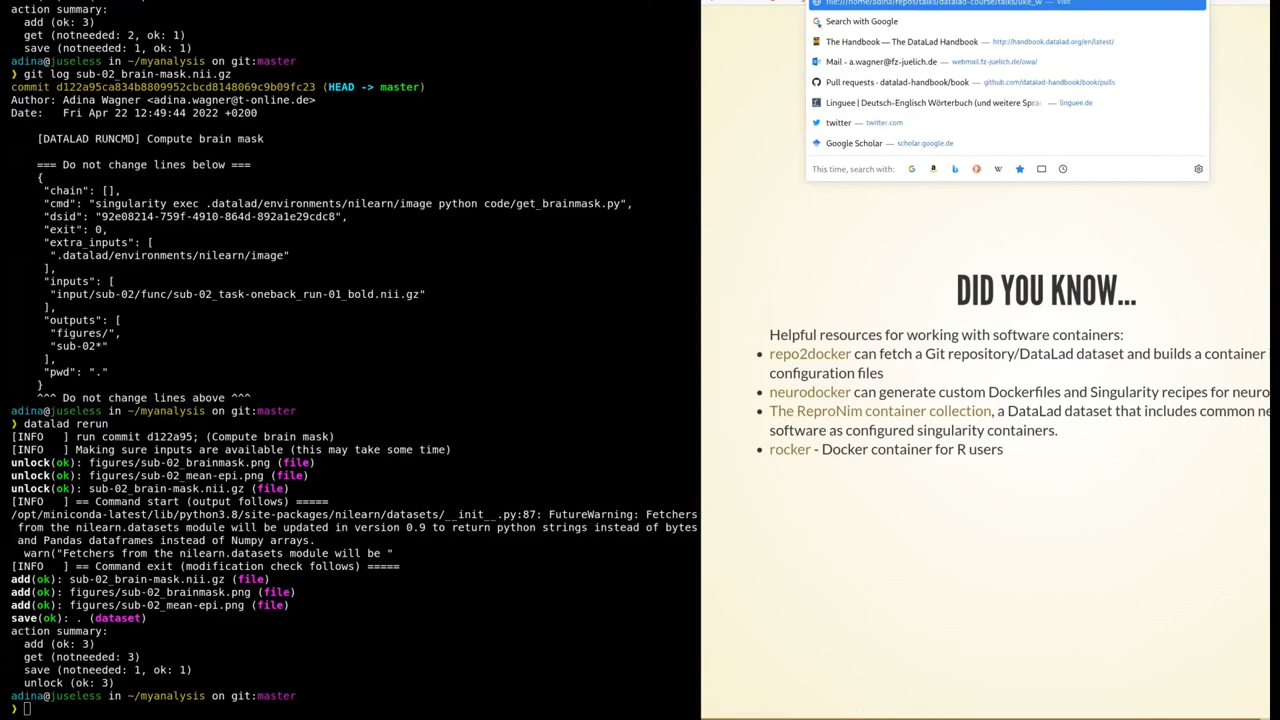 action summary:
  get (notneeded: 2, ok: 1)
  save (notneeded: 1, ok: 1)
adina@juseless in ~/myanalysis on git:master
❯ git log sub-02_brain-mask.nii.gz
commit d122a95ca834b8809952cbcd8148069c9b09fc23 (HEAD -> master)
Author: Adina Wagner <adina.wagner@t-online.de>
Date:   Fri Apr 22 12:49:44 2022 +0200
    [DATALAD RUNCMD] Compute brain mask
    === Do not change lines below ===
    {
     "chain": [],
     "cmd": "singularity exec .datalad/environments/nilearn/image python code/get_brainmask.py",
     "dsid": "92e08214-759f-4910-864d-892a1e29cdc8",
     "exit": 0,
     "extra_inputs": [
      ".datalad/environments/nilearn/image"
     ],
     "inputs": [
      "input/sub-02/func/sub-02_task-oneback_run-01_bold.nii.gz"
     ],
     "outputs": [
      "figures/",
      "sub-02*"
     ],
     "pwd": "."
    }
    ^^^ Do not change lines above ^^^
adina@juseless in ~/myanalysis on git:master
❯ datalad rerun
[INFO   ] run commit d122a95; (Compute brain mask)
[INFO   ] Making sure inputs are available (this may take some time)
unlock(ok): figures/sub-02_brainmask.png (file)
unlock(ok): figures/sub-02_mean-epi.png (file)
unlock(ok): sub-02_brain-mask.nii.gz (file)
[INFO   ] == Command start (output follows) =====
/opt/miniconda-latest/lib/python3.8/site-packages/nilearn/datasets/__init__.py:87: FutureWarning: Fetchers
 from the nilearn.datasets module will be updated in version 0.9 to return python strings instead of bytes
 and Pandas dataframes instead of Numpy arrays.
  warn("Fetchers from the nilearn.datasets module will be "
[INFO   ] == Command exit (modification check follows) =====
add(ok): sub-02_brain-mask.nii.gz (file)
add(ok): figures/sub-02_brainmask.png (file)
add(ok): figures/sub-02_mean-epi.png (file)
save(ok): . (dataset)
action summary:
  add (ok: 3)
  get (notneeded: 3)
  save (notneeded: 1, ok: 1)
  unlock (ok: 3)
adina@juseless in ~/myanalysis on git:master
❯
file:///home/adina/repos/talks/datalad-course/talks/uke_w — Visit
Search with Google
The Handbook — The DataLad Handbook — http://handbook.datalad.org/en/latest/
Mail - a.wagner@fz-juelich.de — webmail.fz-juelich.de/owa/
Pull requests · datalad-handbook/book — github.com/datalad-handbook/book/pulls
Linguee | Deutsch-Englisch Wörterbuch (und weitere Spra — linguee.de
twitter — twitter.com
Google Scholar — scholar.google.de
This time, search with:
DID YOU KNOW...
Helpful resources for working with software containers:
• repo2docker can fetch a Git repository/DataLad dataset and builds a container
configuration files
• neurodocker can generate custom Dockerfiles and Singularity recipes for neuro
• The ReproNim container collection, a DataLad dataset that includes common ne
software as configured singularity containers.
• rocker - Docker container for R users